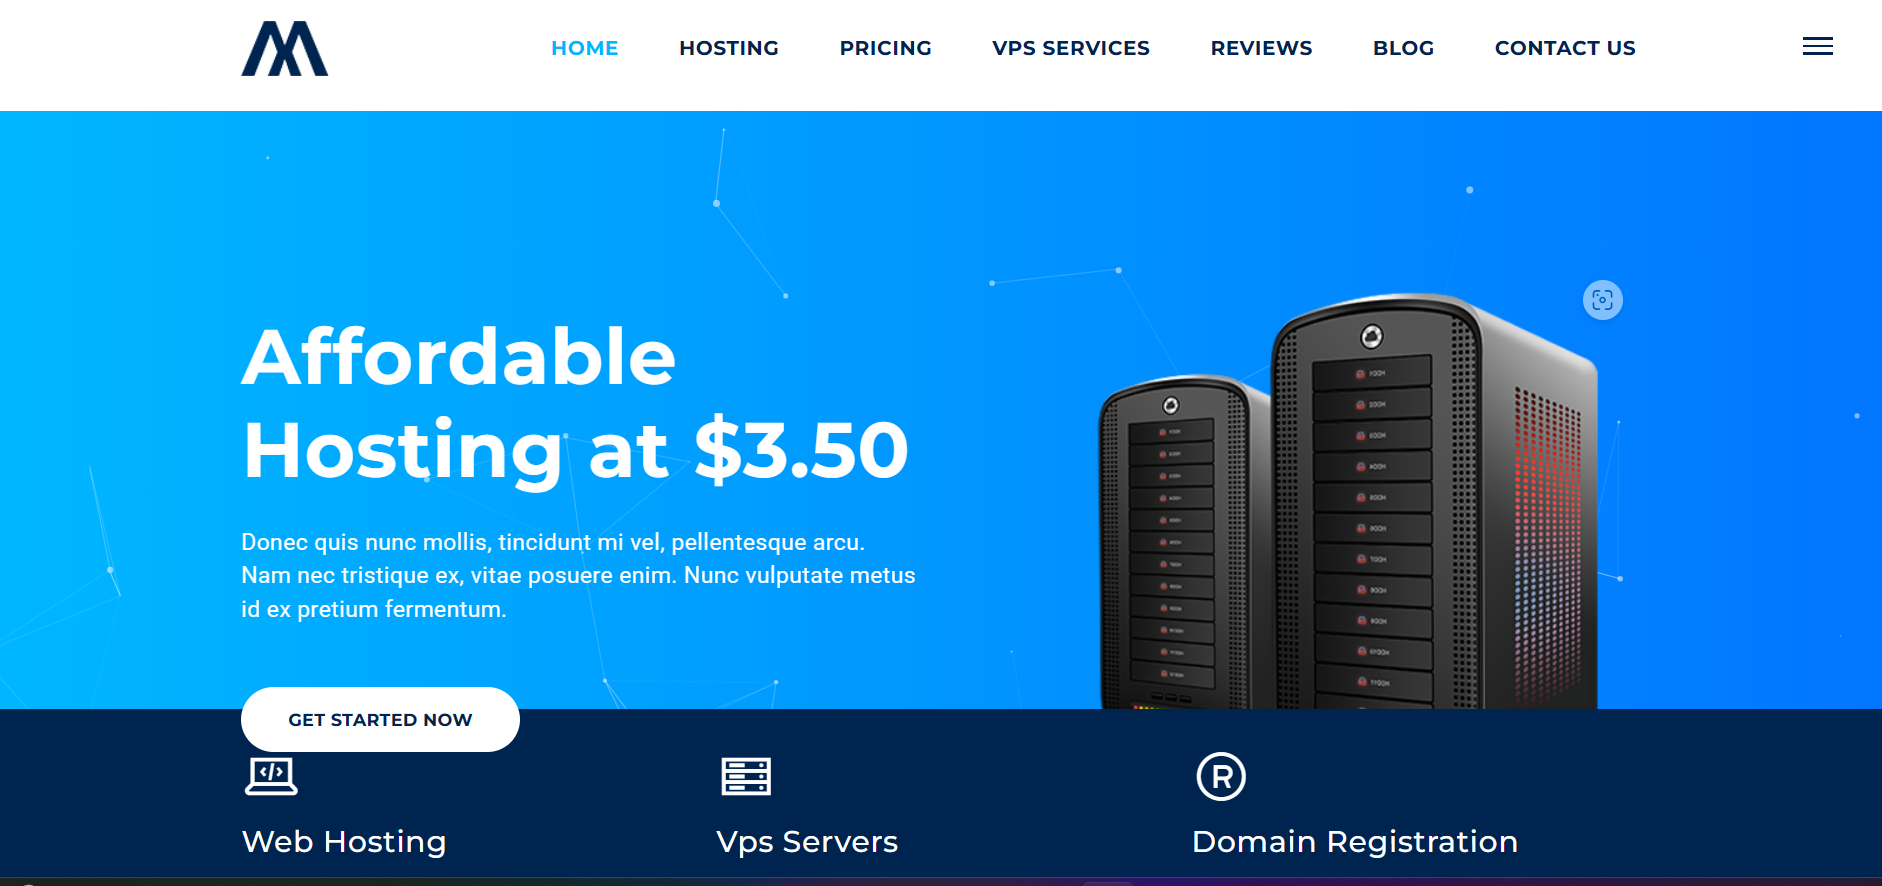 HOME HOSTING PRICING VPS SERVICES REVIEWS BLOG CONTACT US
Affordable
Hosting at $3.50
Donec quis nunc mollis, tincidunt mi vel, pellentesque arcu.
Nam nec tristique ex, vitae posuere enim. Nunc vulputate metus
id ex pretium fermentum.
GET STARTED NOW
Web Hosting
Vps Servers
Domain Registration